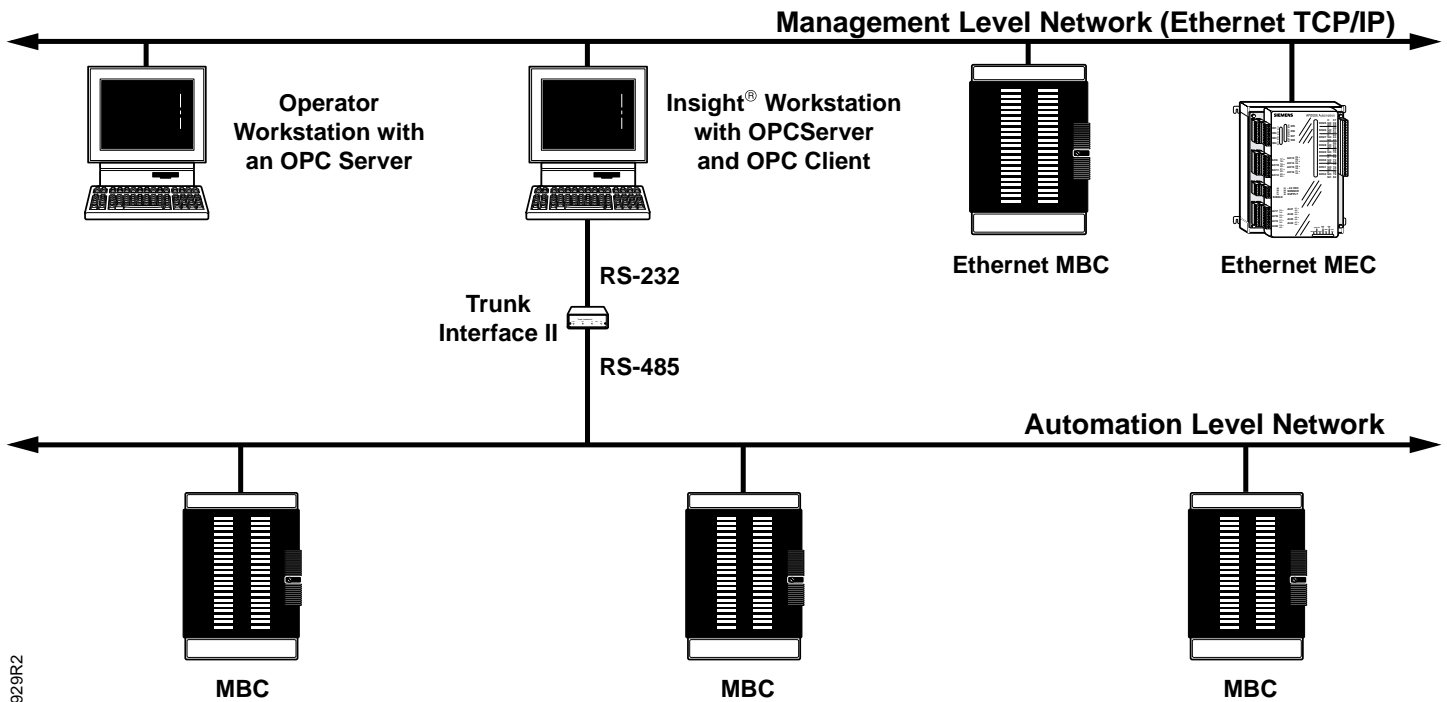 Management Level Network (Ethernet TCP/IP)
Operator
Workstation with
an OPC Server
Insight® Workstation
with OPCServer
and OPC Client
SIEMENS
Ethernet MBC
Ethernet MEC
RS-232
Trunk
Interface II
RS-485
Automation Level Network
MBC
MBC
MBC
929R2